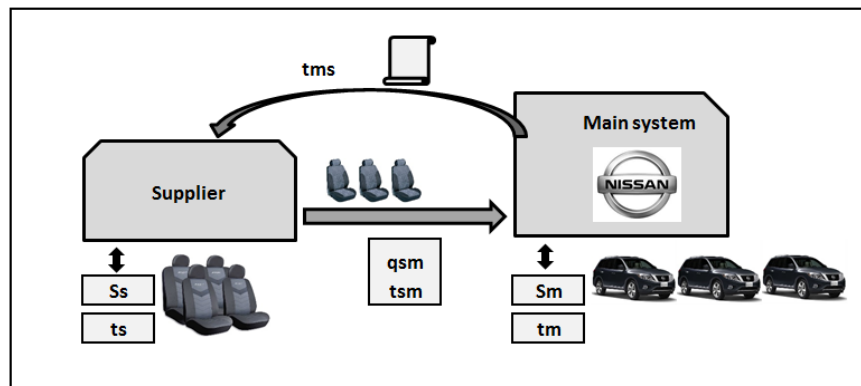 tms
Main system
NISSAN
Supplier
qsm
tsm
Ss
ts
Sm
tm